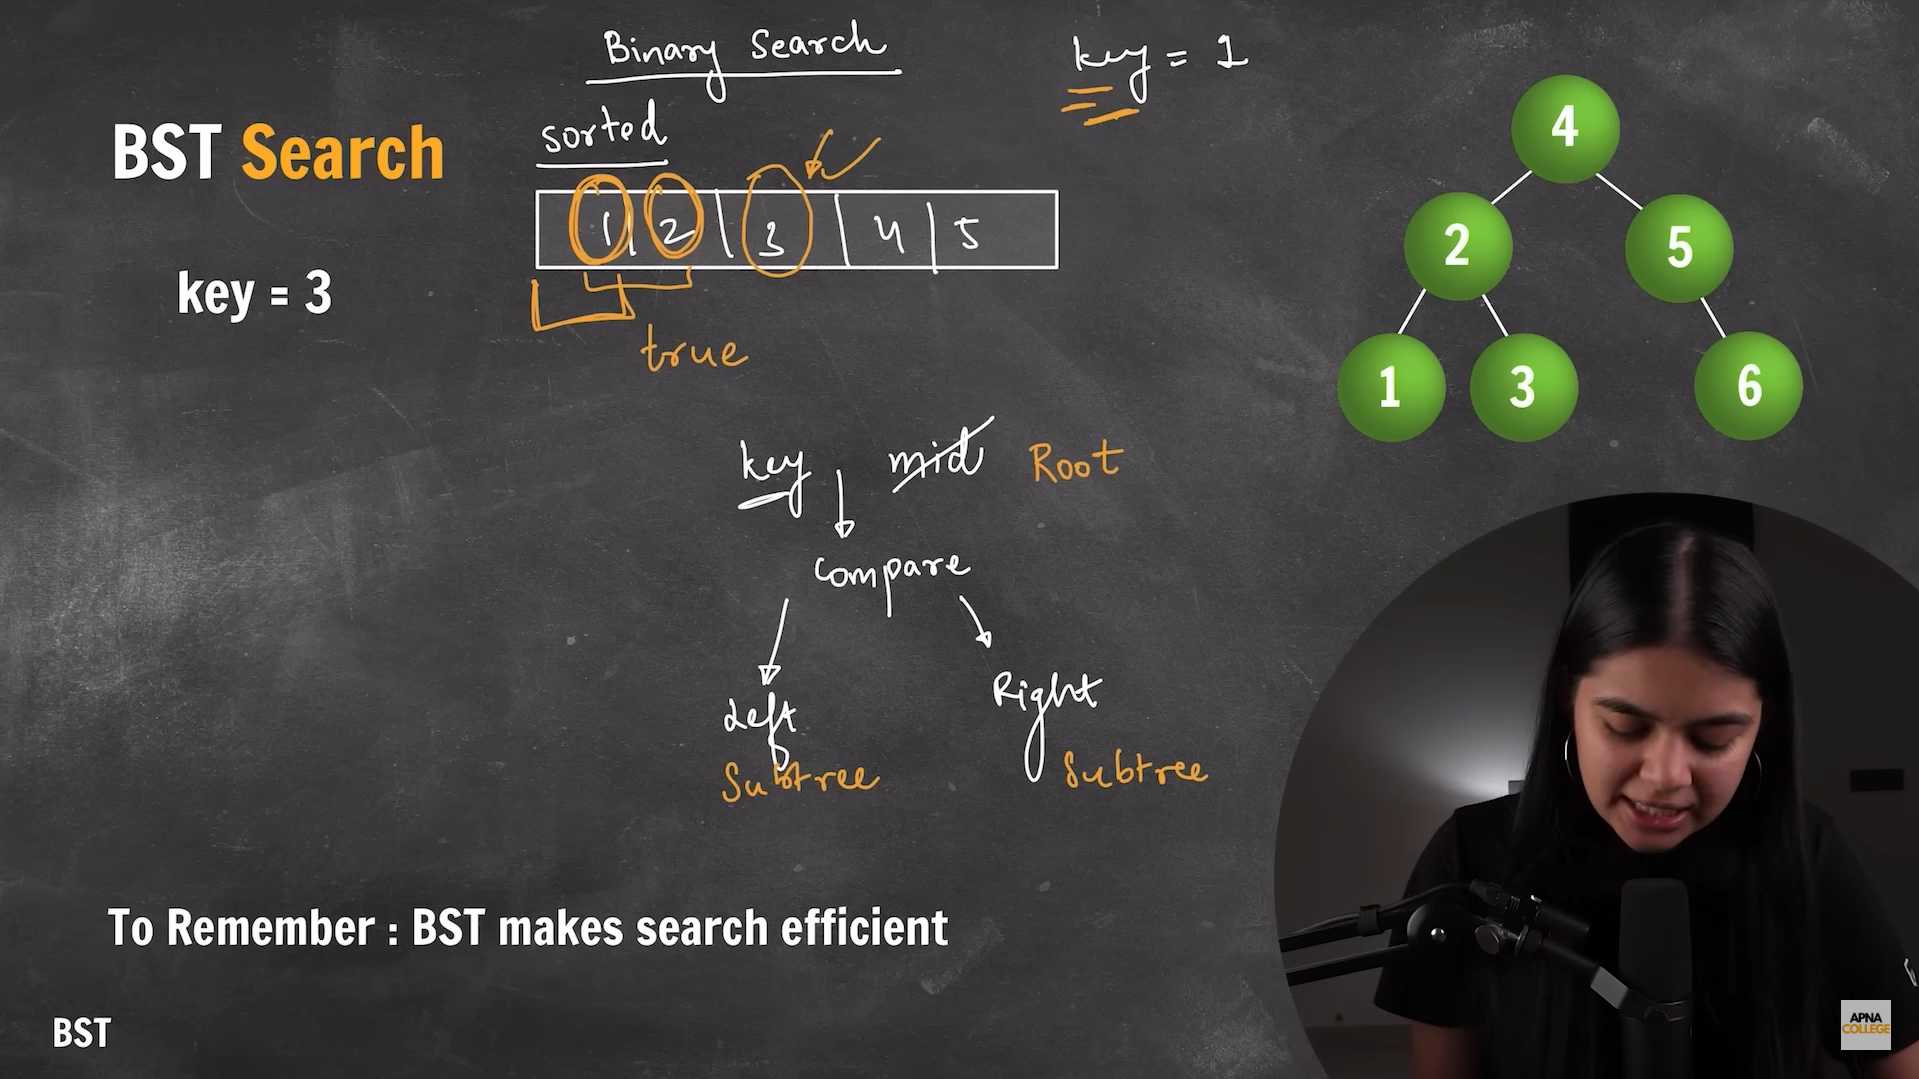 Binary Search
key = 1
BST Search
sorted
1 2 3 4 5
key = 3
true
4
2 5
1 3 6
key mid Root
compare
Left Right
Subtree Subtree
To Remember : BST makes search efficient
BST
APNA
COLLEGE